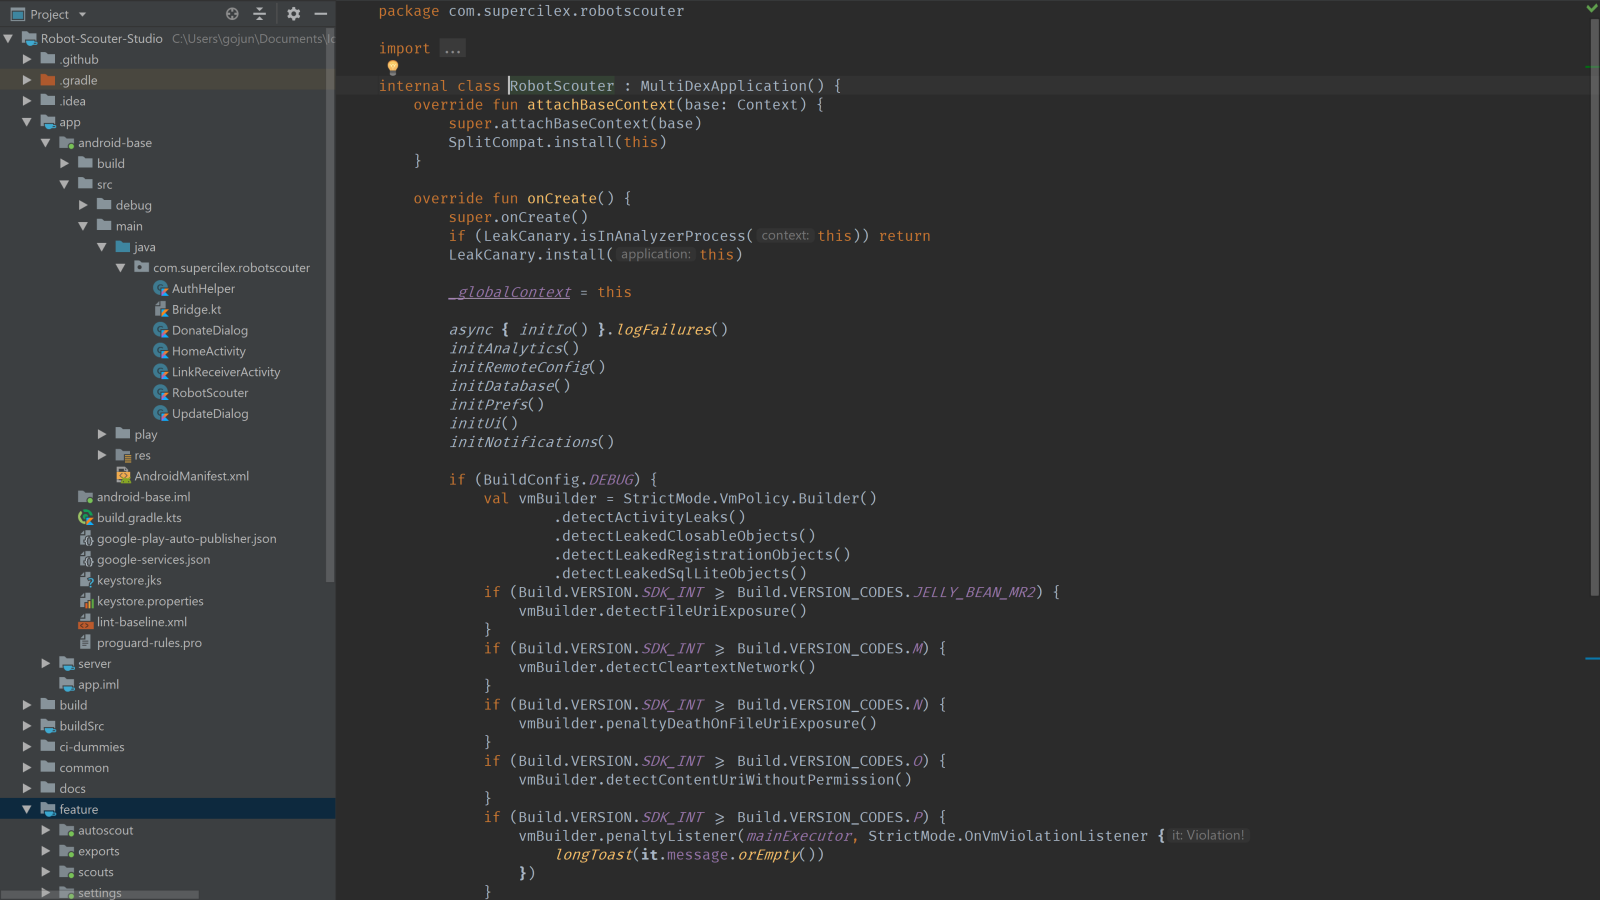 Project
Robot-Scouter-Studio C:\Users\gojun\Documents\
.github
.gradle
.idea
app
android-base
build
src
debug
main
java
com.supercilex.robotscouter
AuthHelper
Bridge.kt
DonateDialog
HomeActivity
LinkReceiverActivity
RobotScouter
UpdateDialog
play
res
AndroidManifest.xml
android-base.iml
build.gradle.kts
google-play-auto-publisher.json
google-services.json
keystore.jks
keystore.properties
lint-baseline.xml
proguard-rules.pro
server
app.iml
build
buildSrc
ci-dummies
common
docs
feature
autoscout
exports
scouts
settings
package com.supercilex.robotscouter
import ...
internal class RobotScouter : MultiDexApplication() {
override fun attachBaseContext(base: Context) {
super.attachBaseContext(base)
SplitCompat.install(this)
}
override fun onCreate() {
super.onCreate()
if (LeakCanary.isInAnalyzerProcess( context: this)) return
LeakCanary.install( application: this)
_globalContext = this
async { initIo() }.logFailures()
initAnalytics()
initRemoteConfig()
initDatabase()
initPrefs()
initUi()
initNotifications()
if (BuildConfig.DEBUG) {
val vmBuilder = StrictMode.VmPolicy.Builder()
.detectActivityLeaks()
.detectLeakedClosableObjects()
.detectLeakedRegistrationObjects()
.detectLeakedSqlLiteObjects()
if (Build.VERSION.SDK_INT ⩾ Build.VERSION_CODES.JELLY_BEAN_MR2) {
vmBuilder.detectFileUriExposure()
}
if (Build.VERSION.SDK_INT ⩾ Build.VERSION_CODES.M) {
vmBuilder.detectCleartextNetwork()
}
if (Build.VERSION.SDK_INT ⩾ Build.VERSION_CODES.N) {
vmBuilder.penaltyDeathOnFileUriExposure()
}
if (Build.VERSION.SDK_INT ⩾ Build.VERSION_CODES.O) {
vmBuilder.detectContentUriWithoutPermission()
}
if (Build.VERSION.SDK_INT ⩾ Build.VERSION_CODES.P) {
vmBuilder.penaltyListener(mainExecutor, StrictMode.OnVmViolationListener { it: Violation!
longToast(it.message.orEmpty())
})
}